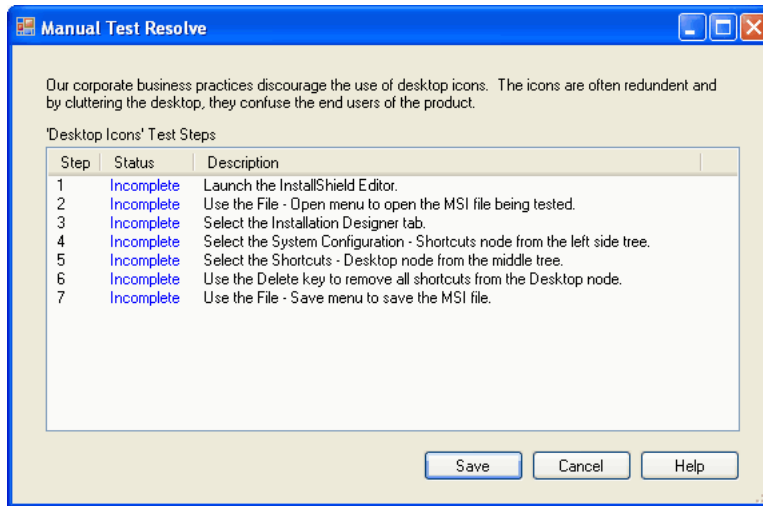 Manual Test Resolve
Our corporate business practices discourage the use of desktop icons. The icons are often redundent and
by cluttering the desktop, they confuse the end users of the product.
'Desktop Icons' Test Steps
Step Status Description
1 Incomplete Launch the InstallShield Editor.
2 Incomplete Use the File - Open menu to open the MSI file being tested.
3 Incomplete Select the Installation Designer tab.
4 Incomplete Select the System Configuration - Shortcuts node from the left side tree.
5 Incomplete Select the Shortcuts - Desktop node from the middle tree.
6 Incomplete Use the Delete key to remove all shortcuts from the Desktop node.
7 Incomplete Use the File - Save menu to save the MSI file.
Save Cancel Help